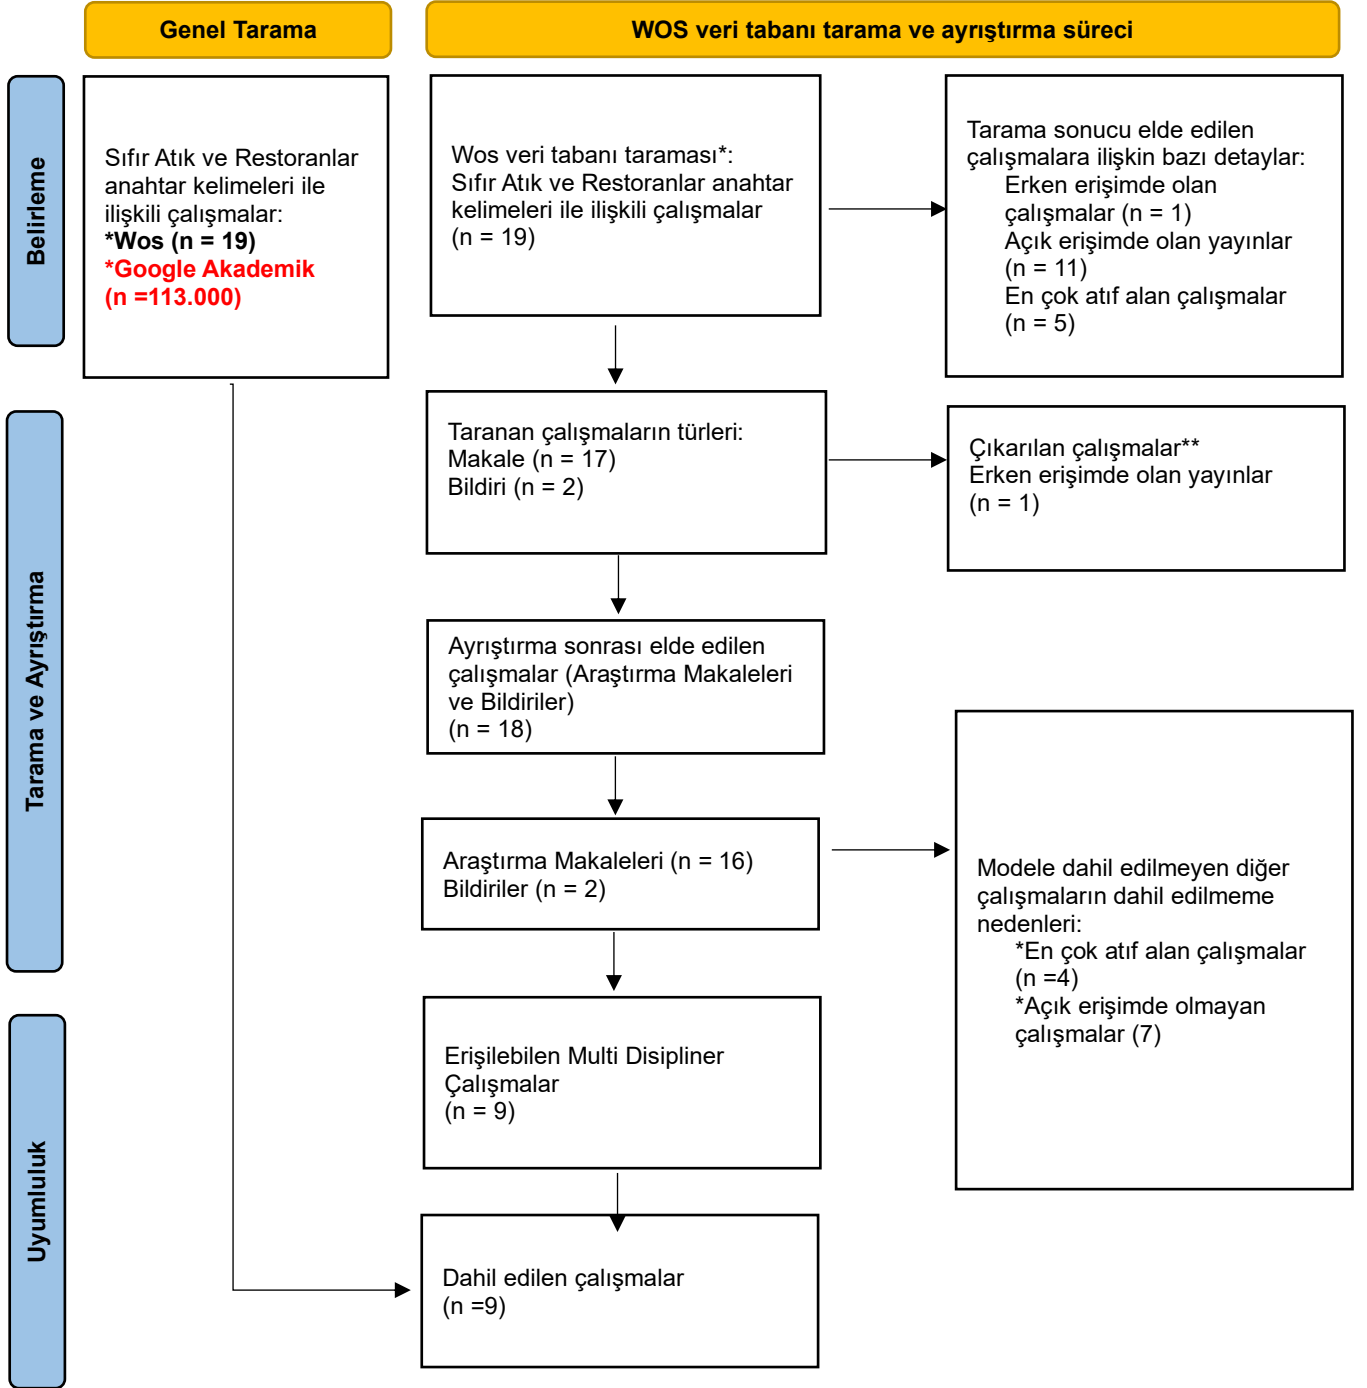 Genel Tarama
WOS veri tabanı tarama ve ayrıştırma süreci
Belirleme
Sıfır Atık ve Restoranlar
anahtar kelimeleri ile
ilişkili çalışmalar:
*Wos (n = 19)
*Google Akademik
(n =113.000)
Wos veri tabanı taraması*:
Sıfır Atık ve Restoranlar anahtar
kelimeleri ile ilişkili çalışmalar
(n = 19)
Tarama sonucu elde edilen
çalışmalara ilişkin bazı detaylar:
Erken erişimde olan
çalışmalar (n = 1)
Açık erişimde olan yayınlar
(n = 11)
En çok atıf alan çalışmalar
(n = 5)
Tarama ve Ayrıştırma
Taranan çalışmaların türleri:
Makale (n = 17)
Bildiri (n = 2)
Çıkarılan çalışmalar**
Erken erişimde olan yayınlar
(n = 1)
Ayrıştırma sonrası elde edilen
çalışmalar (Araştırma Makaleleri
ve Bildiriler)
(n = 18)
Araştırma Makaleleri (n = 16)
Bildiriler (n = 2)
Modele dahil edilmeyen diğer
çalışmaların dahil edilmeme
nedenleri:
*En çok atıf alan çalışmalar
(n =4)
*Açık erişimde olmayan
çalışmalar (7)
Uyumluluk
Erişilebilen Multi Disipliner
Çalışmalar
(n = 9)
Dahil edilen çalışmalar
(n =9)